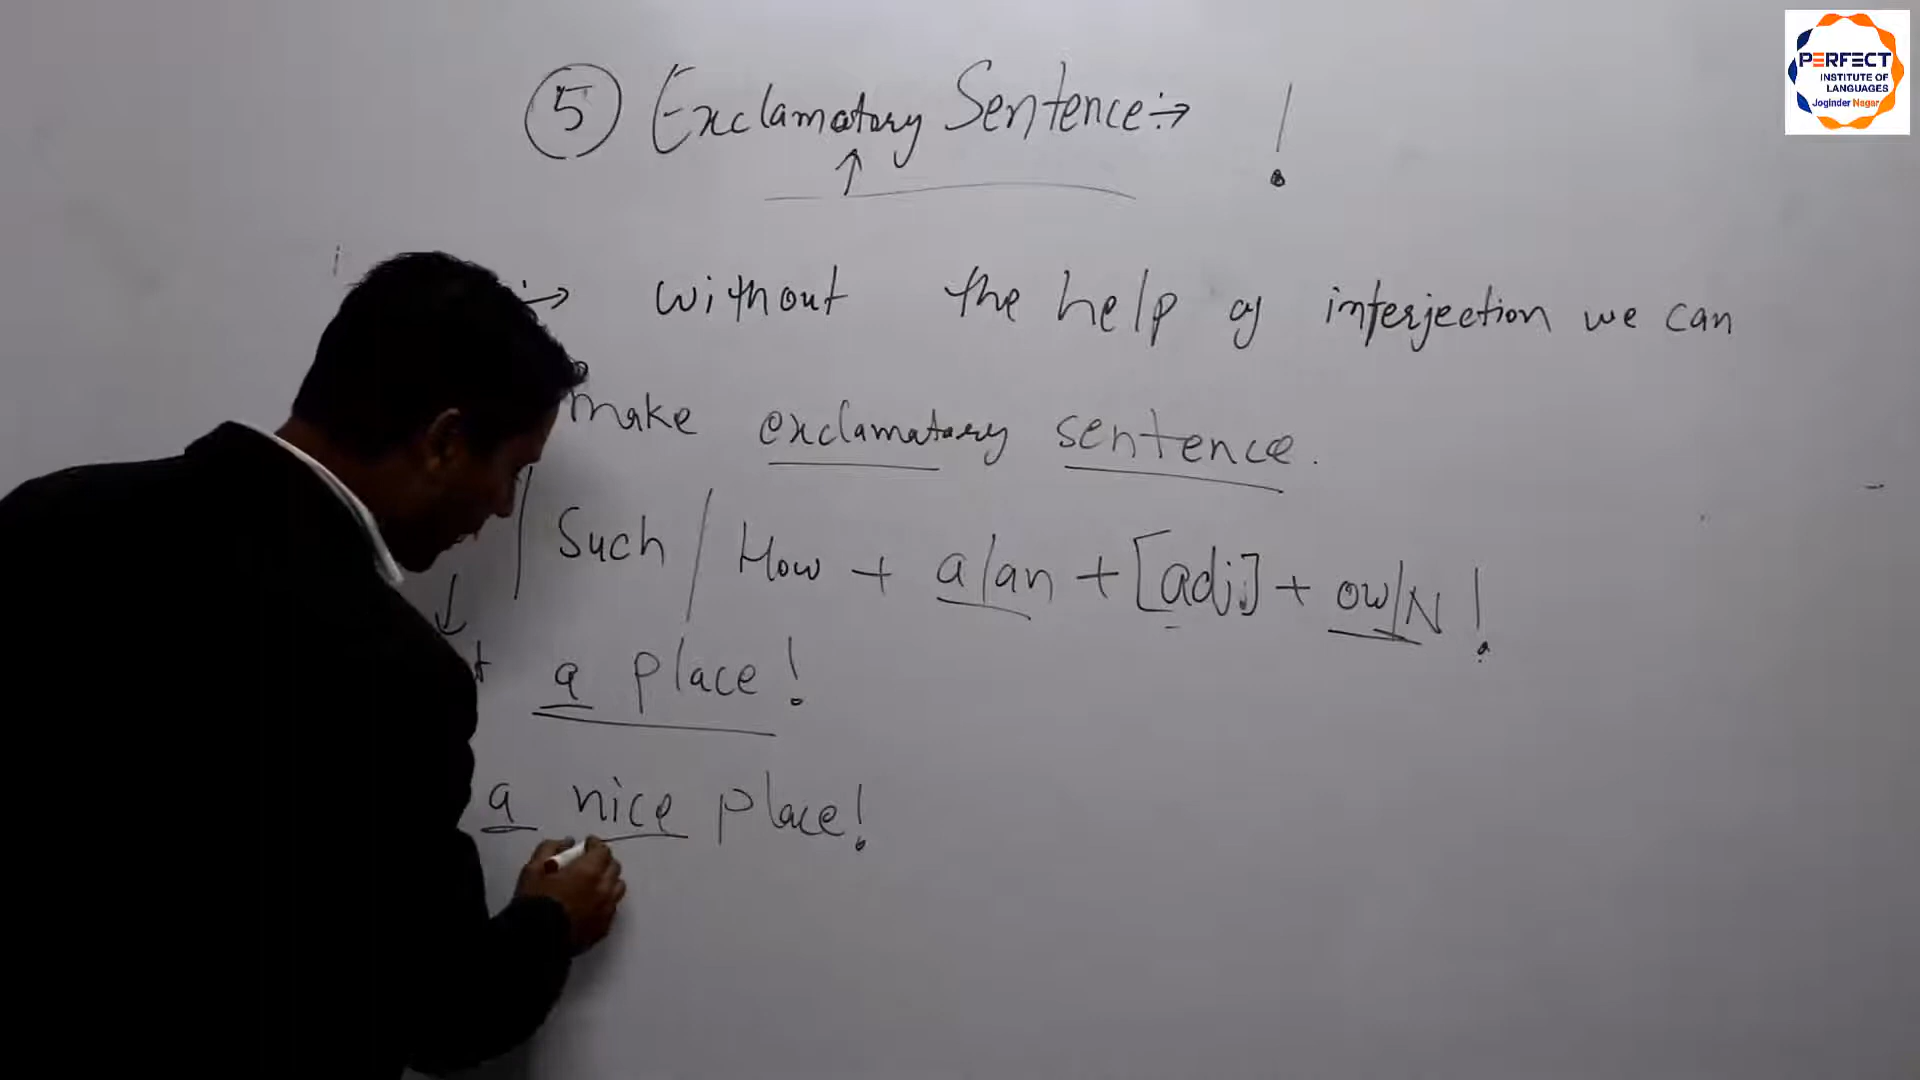 PERFECT
INSTITUTE OF
LANGUAGES
Joginder Nagar
⑤ Exclamatory Sentence :→ !
:→ without the help of interjection we can
make exclamatory sentence.
/ Such / How + a/an + [adj.] + ow/N !
a place!
a nice place!